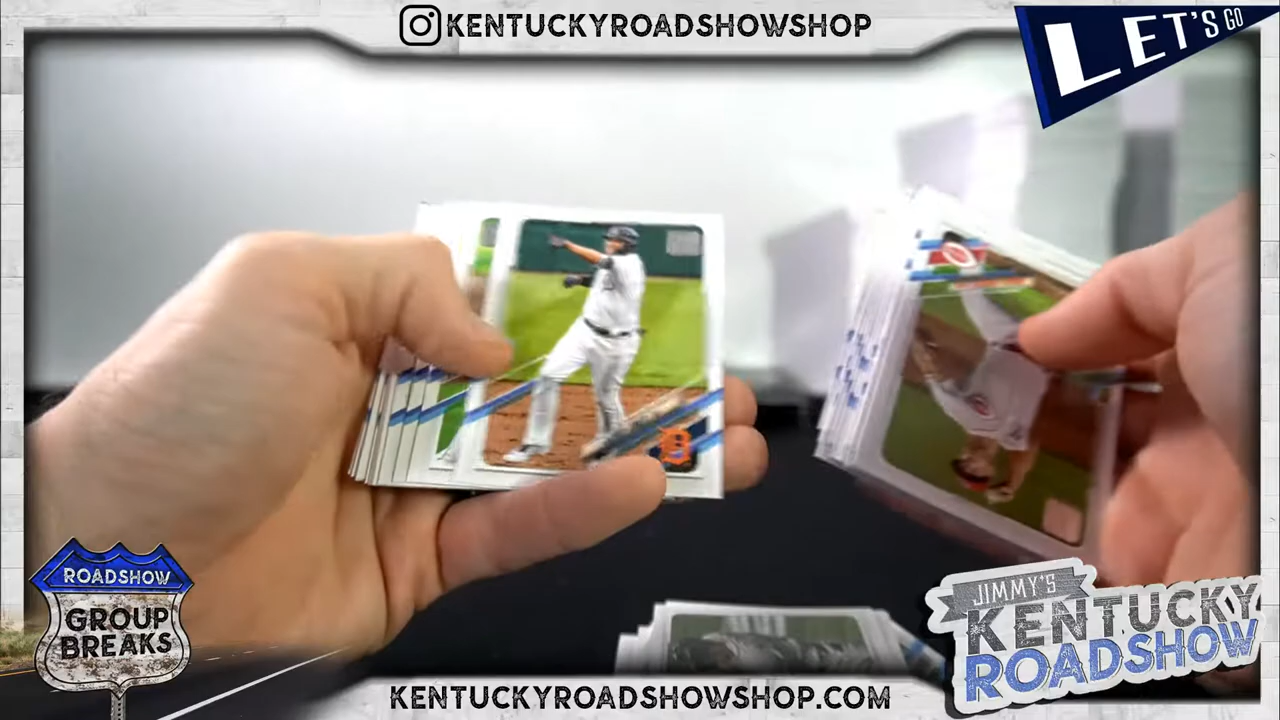 KENTUCKYROADSHOWSHOP
LET'S GO
ROADSHOW
GROUP
BREAKS
JIMMY'S
KENTUCKY
ROADSHOW
KENTUCKYROADSHOWSHOP.COM